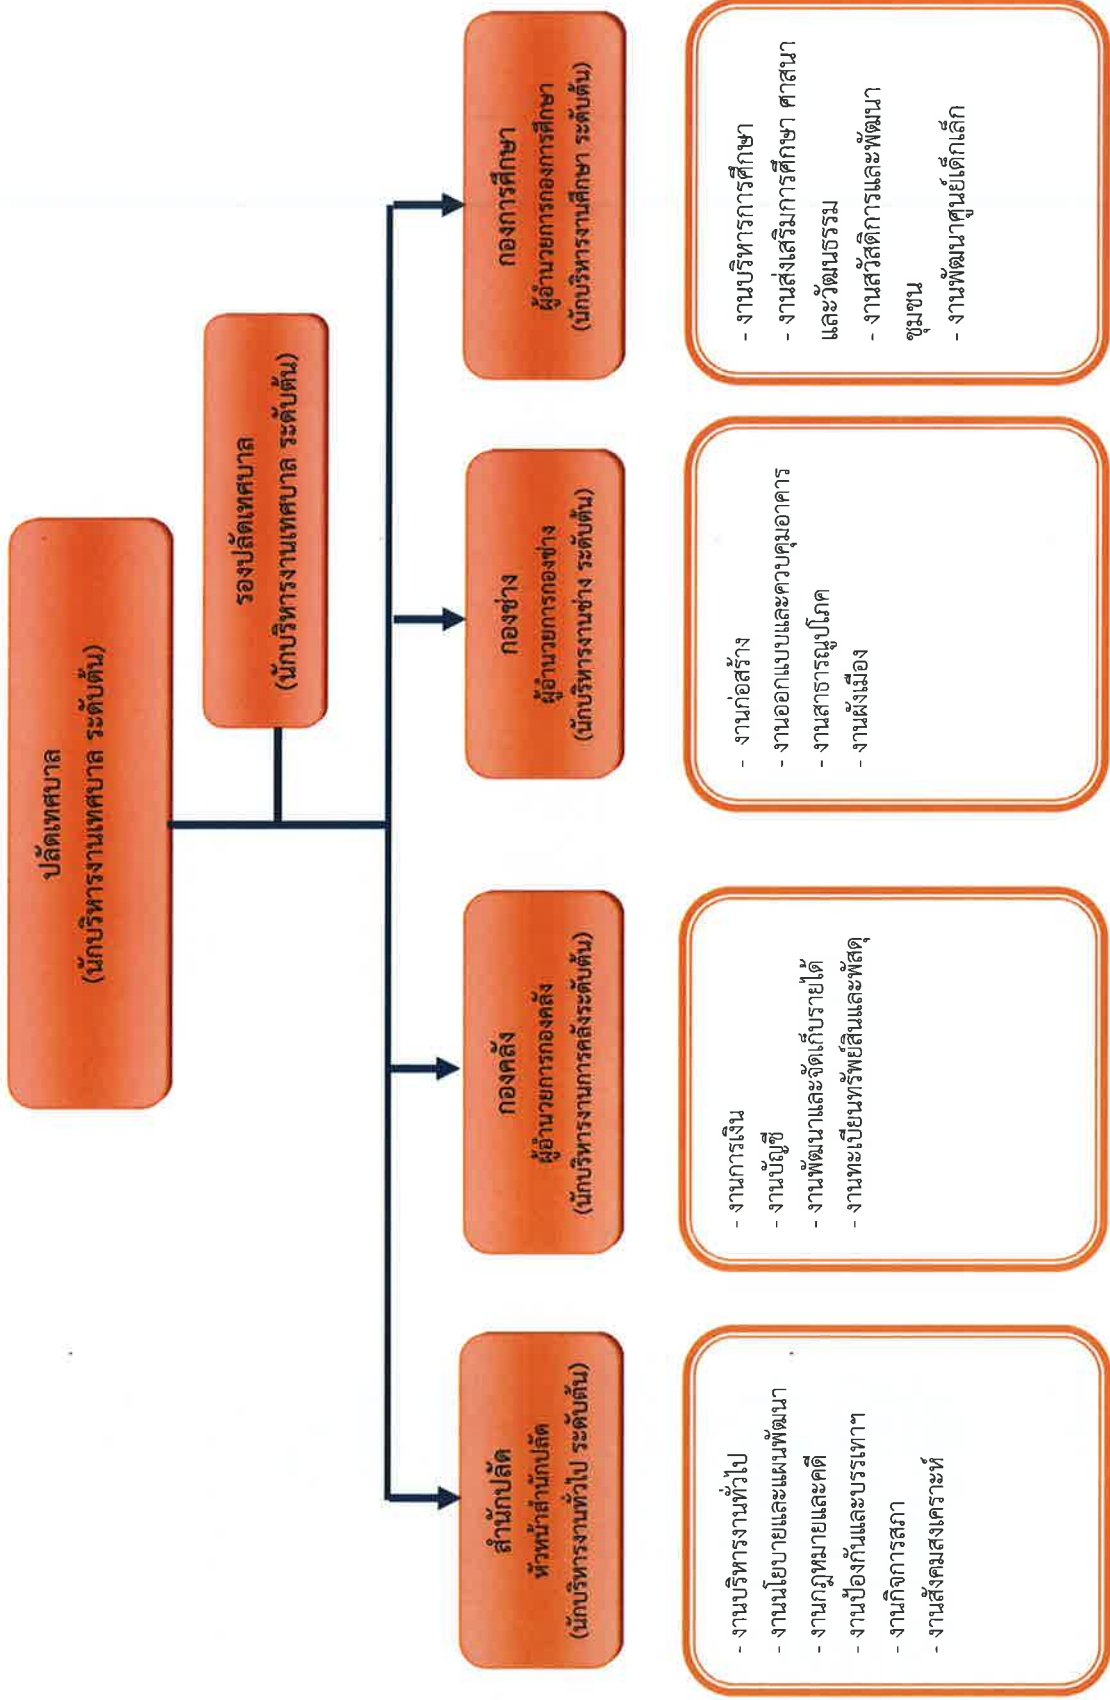 ปลัดเทศบาล
(นักบริหารงานเทศบาล ระดับต้น)
รองปลัดเทศบาล
(นักบริหารงานเทศบาล ระดับต้น)
สำนักปลัด
หัวหน้าสำนักปลัด
(นักบริหารงานทั่วไป ระดับต้น)
กองคลัง
ผู้อำนวยการกองคลัง
(นักบริหารงานการคลังระดับต้น)
กองช่าง
ผู้อำนวยการกองช่าง
(นักบริหารงานช่าง ระดับต้น)
กองการศึกษา
ผู้อำนวยการกองการศึกษา
(นักบริหารงานศึกษา ระดับต้น)
- งานบริหารงานทั่วไป
- งานนโยบายและแผนพัฒนา
- งานกฎหมายและคดี
- งานป้องกันและบรรเทาฯ
- งานกิจการสภา
- งานสังคมสงเคราะห์
- งานการเงิน
- งานบัญชี
- งานพัฒนาและจัดเก็บรายได้
- งานทะเบียนทรัพย์สินและพัสดุ
- งานก่อสร้าง
- งานออกแบบและควบคุมอาคาร
- งานสาธารณูปโภค
- งานผังเมือง
- งานบริหารการศึกษา
- งานส่งเสริมการศึกษา ศาสนา
และวัฒนธรรม
- งานสวัสดิการและพัฒนา
ชุมชน
- งานพัฒนาศูนย์เด็กเล็ก